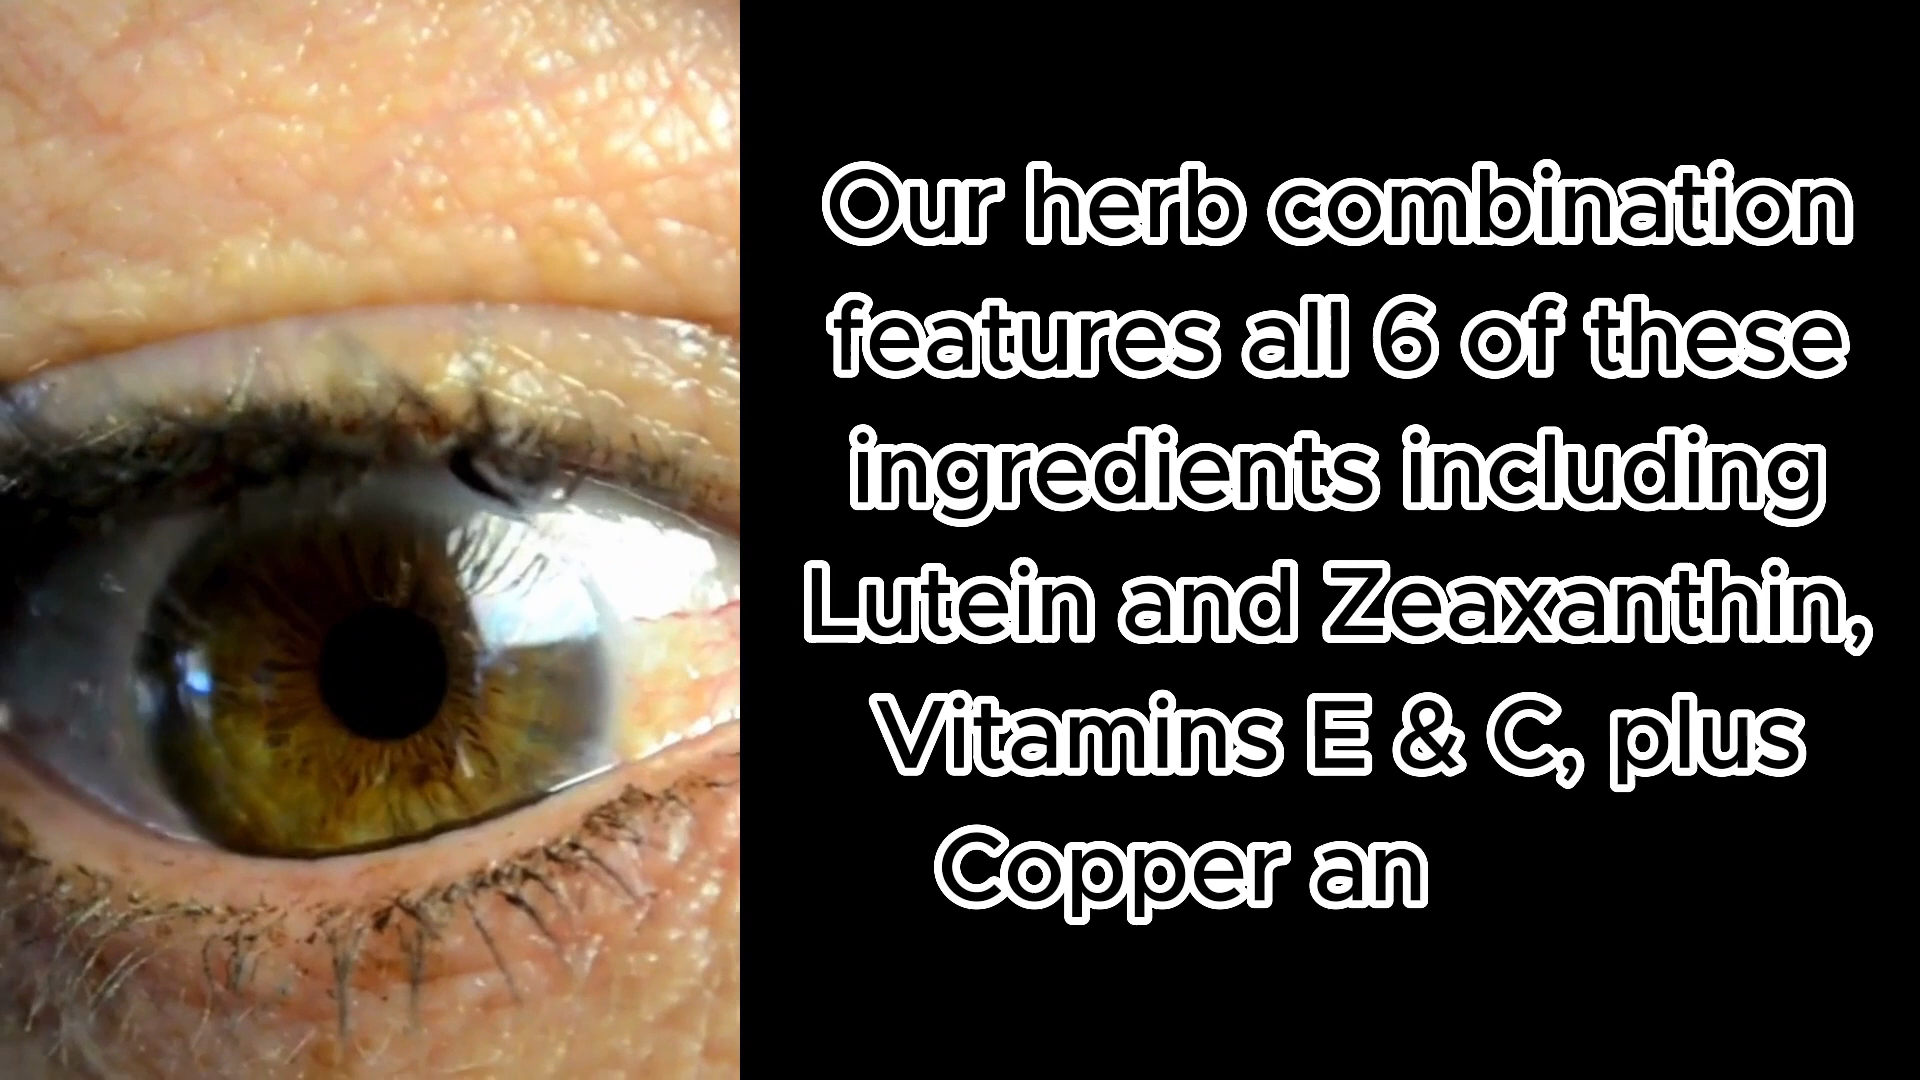 Our herb combination
features all 6 of these
ingredients including
Lutein and Zeaxanthin,
Vitamins E & C, plus
Copper an